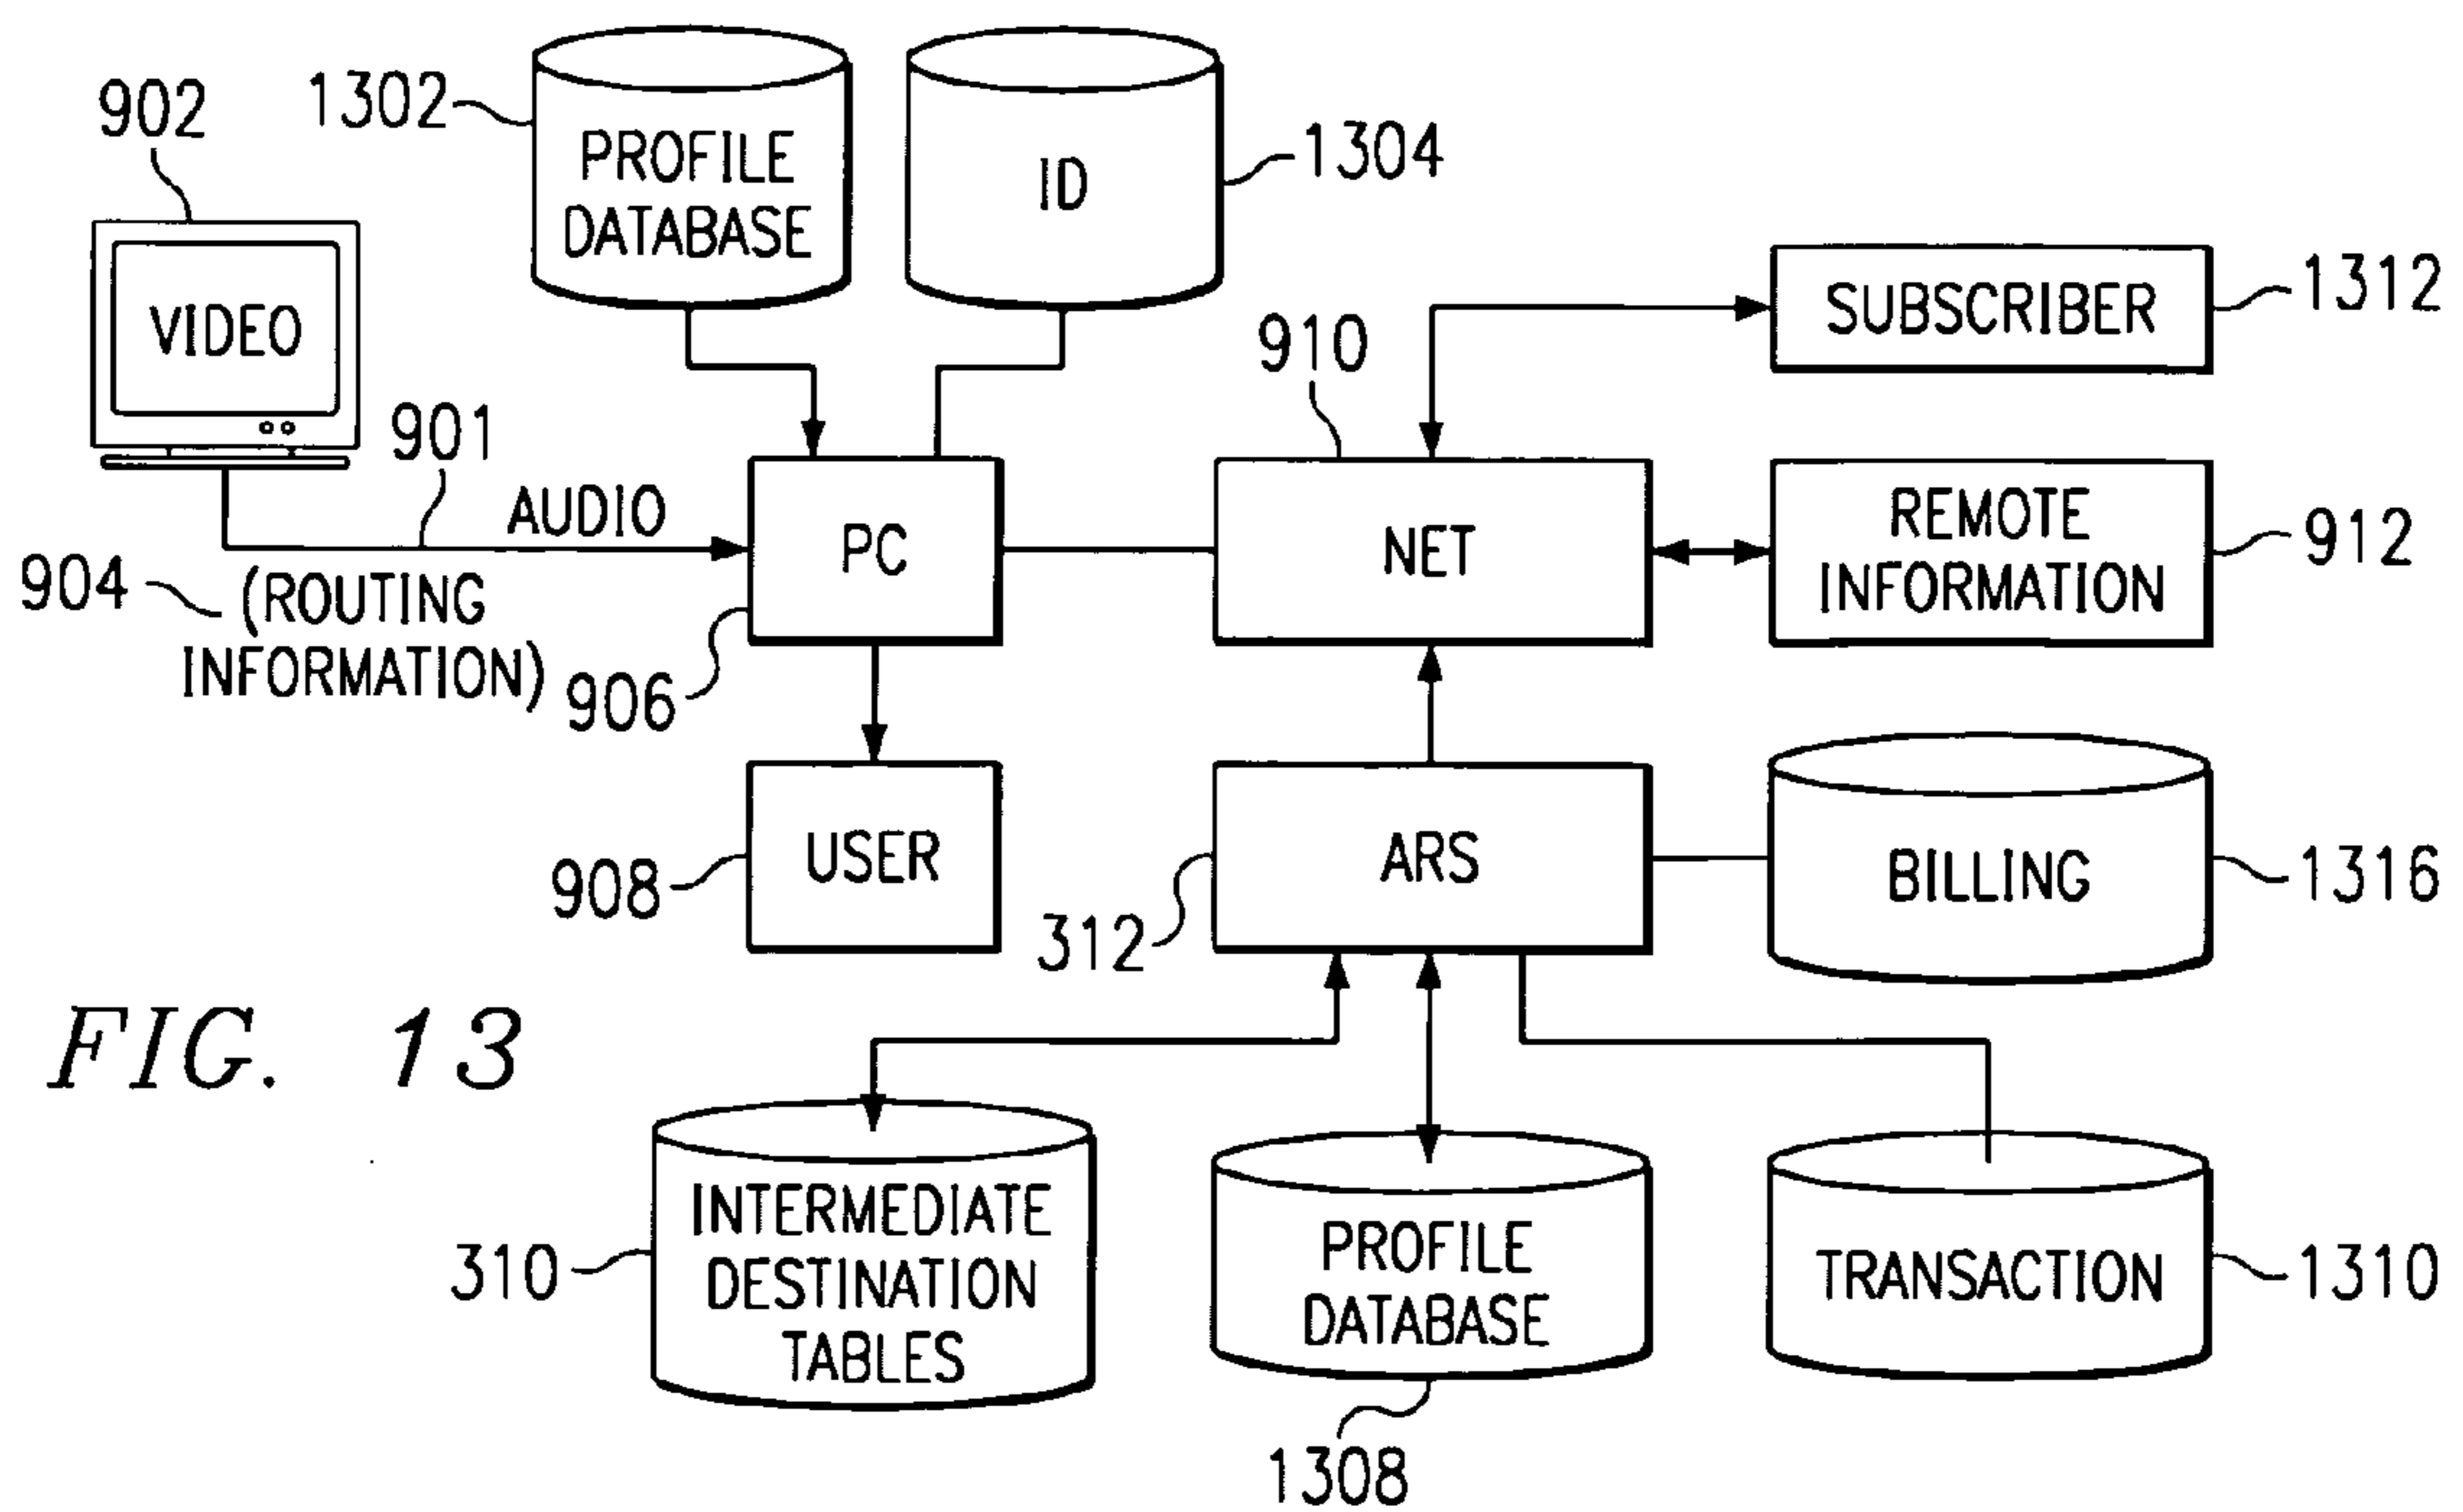 902
1302
PROFILE
DATABASE
ID
1304
VIDEO
SUBSCRIBER
1312
910
901
AUDIO
904
(ROUTING
INFORMATION)
906
PC
NET
REMOTE
INFORMATION
912
USER
908
ARS
312
BILLING
1316
FIG. 13
310
INTERMEDIATE
DESTINATION
TABLES
PROFILE
DATABASE
1308
TRANSACTION
1310